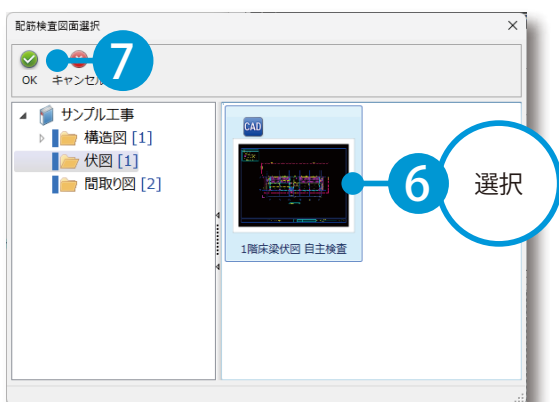 配筋検査図面選択
OK
キャンセル
7
サンプル工事
構造図 [1]
伏図 [1]
間取り図 [2]
CAD
1階床梁伏図 自主検査
6
選択